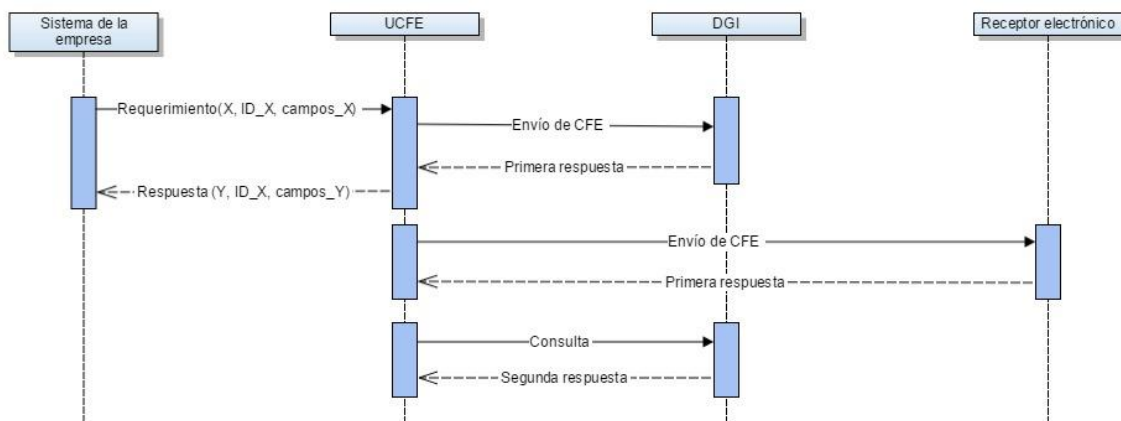 Sistema de la
empresa
UCFE
DGI
Receptor electrónico
Requerimiento(X, ID_X, campos_X)
Envío de CFE
Primera respuesta
Respuesta (Y, ID_X, campos_Y)
Envío de CFE
Primera respuesta
Consulta
Segunda respuesta